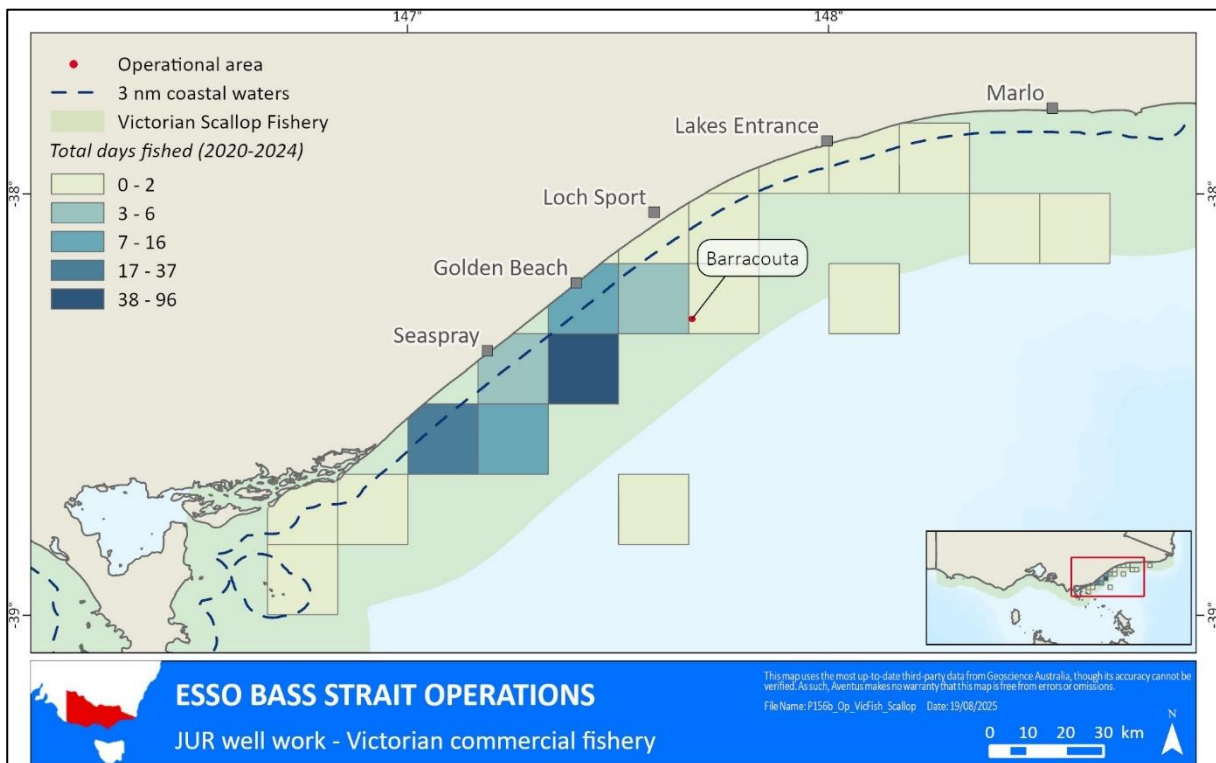 147°
148°
Operational area
3 nm coastal waters
Victorian Scallop Fishery
Total days fished (2020-2024)
0 - 2
3 - 6
7 - 16
17 - 37
38 - 96
Marlo
Lakes Entrance
Loch Sport
Golden Beach
Barracouta
Seaspray
-38°
-38°
-39°
-39°
ESSO BASS STRAIT OPERATIONS
JUR well work - Victorian commercial fishery
This map uses the most up-to-date third-party data from Geoscience Australia, though its accuracy cannot be
verified. As such, Aventus makes no warranty that this map is free from errors or omissions.
File Name: P156b_Op_VicFish_Scallop Date: 19/08/2025
0 10 20 30 km
N